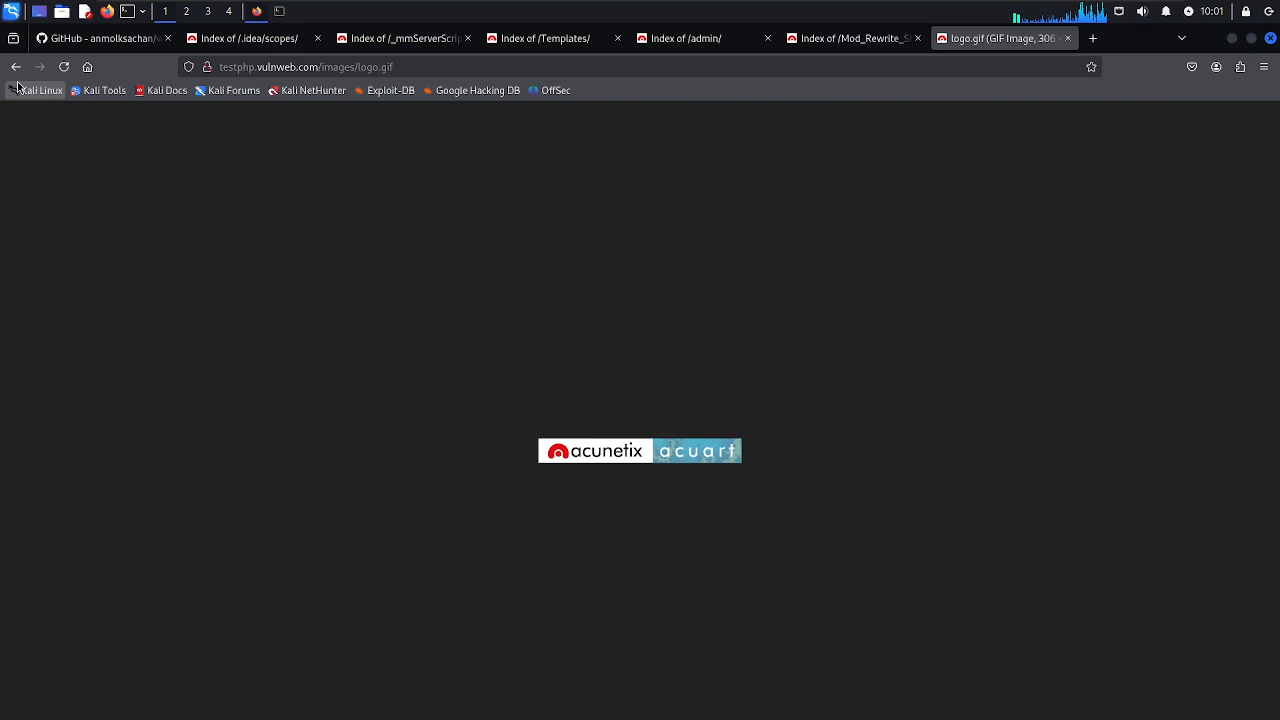 1 2 3 4 10:01
GitHub - anmolksachan/w Index of /.idea/scopes/ Index of /_mmServerScrip Index of /Templates/ Index of /admin/ Index of /Mod_Rewrite_S logo.gif (GIF Image, 306
testphp.vulnweb.com/images/logo.gif
Kali Linux Kali Tools Kali Docs Kali Forums Kali NetHunter Exploit-DB Google Hacking DB OffSec
acunetix acuart